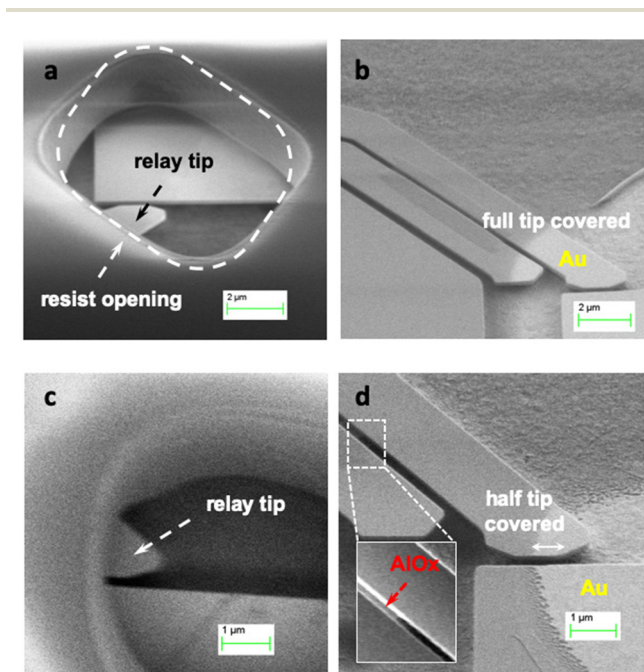 a
relay tip
resist opening
2 µm
b
full tip covered
Au
2 µm
c
relay tip
1 µm
d
half tip
covered
AlOx
Au
1 µm